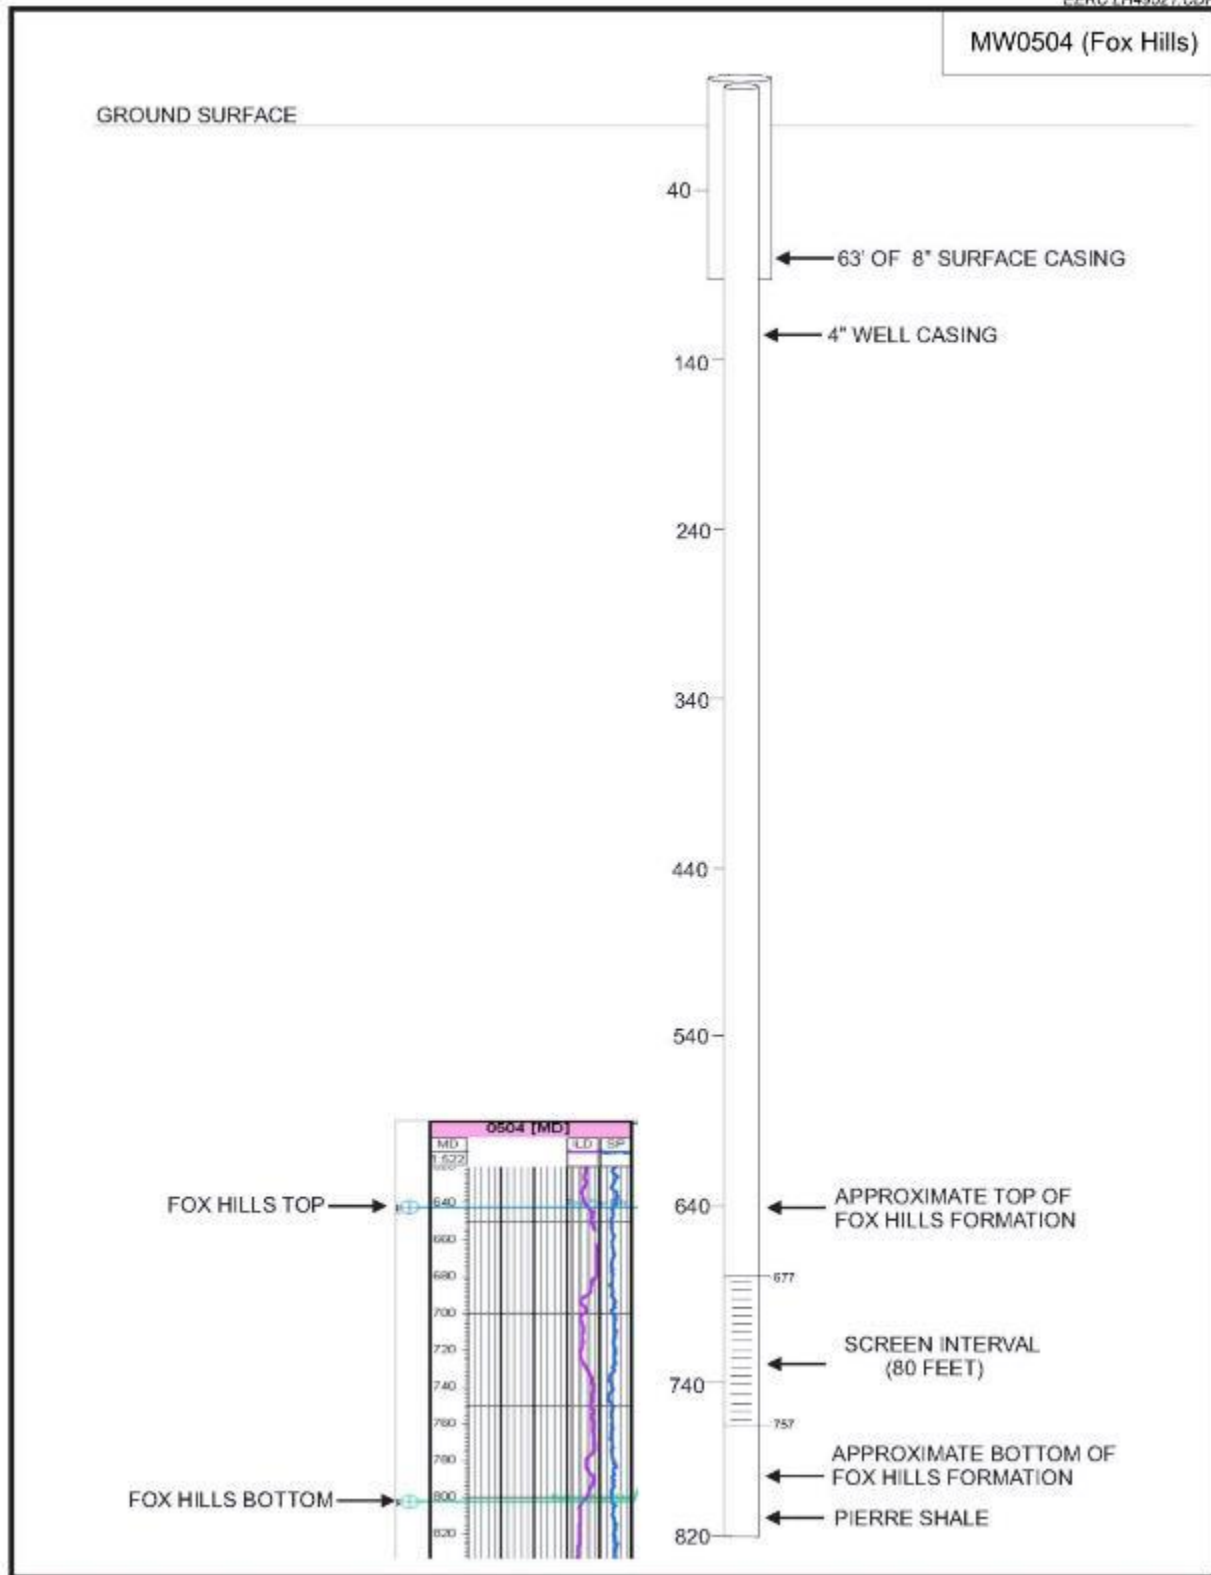 MW0504 (Fox Hills)
GROUND SURFACE
40
63' OF 8" SURFACE CASING
4" WELL CASING
140
240
340
440
540
0504 [MD]
MD
ILD
SP
1:522
FOX HILLS TOP
640
660
680
700
720
740
760
780
800
820
FOX HILLS BOTTOM
640
APPROXIMATE TOP OF
FOX HILLS FORMATION
677
SCREEN INTERVAL
(80 FEET)
740
757
APPROXIMATE BOTTOM OF
FOX HILLS FORMATION
PIERRE SHALE
820